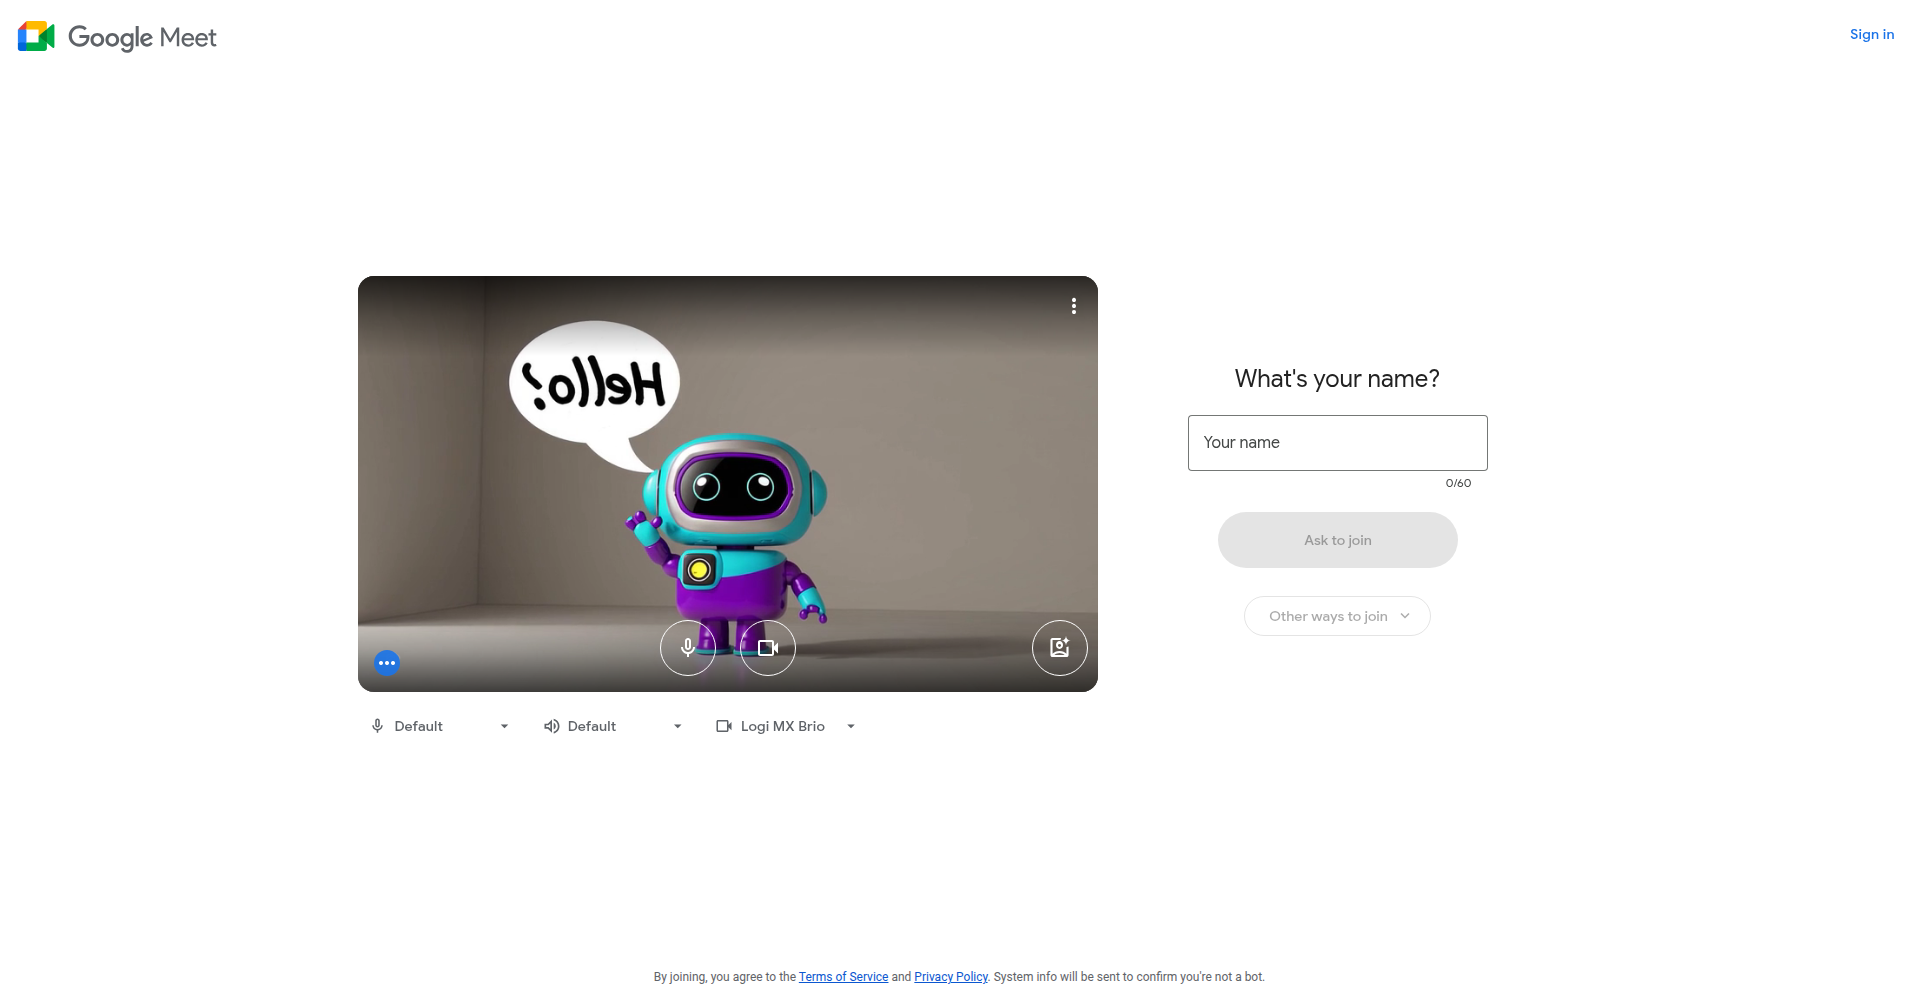 Google Meet
Sign in
Hello!
What's your name?
Your name
0/60
Ask to join
Other ways to join
Default
Default
Logi MX Brio
By joining, you agree to the Terms of Service and Privacy Policy. System info will be sent to confirm you're not a bot.